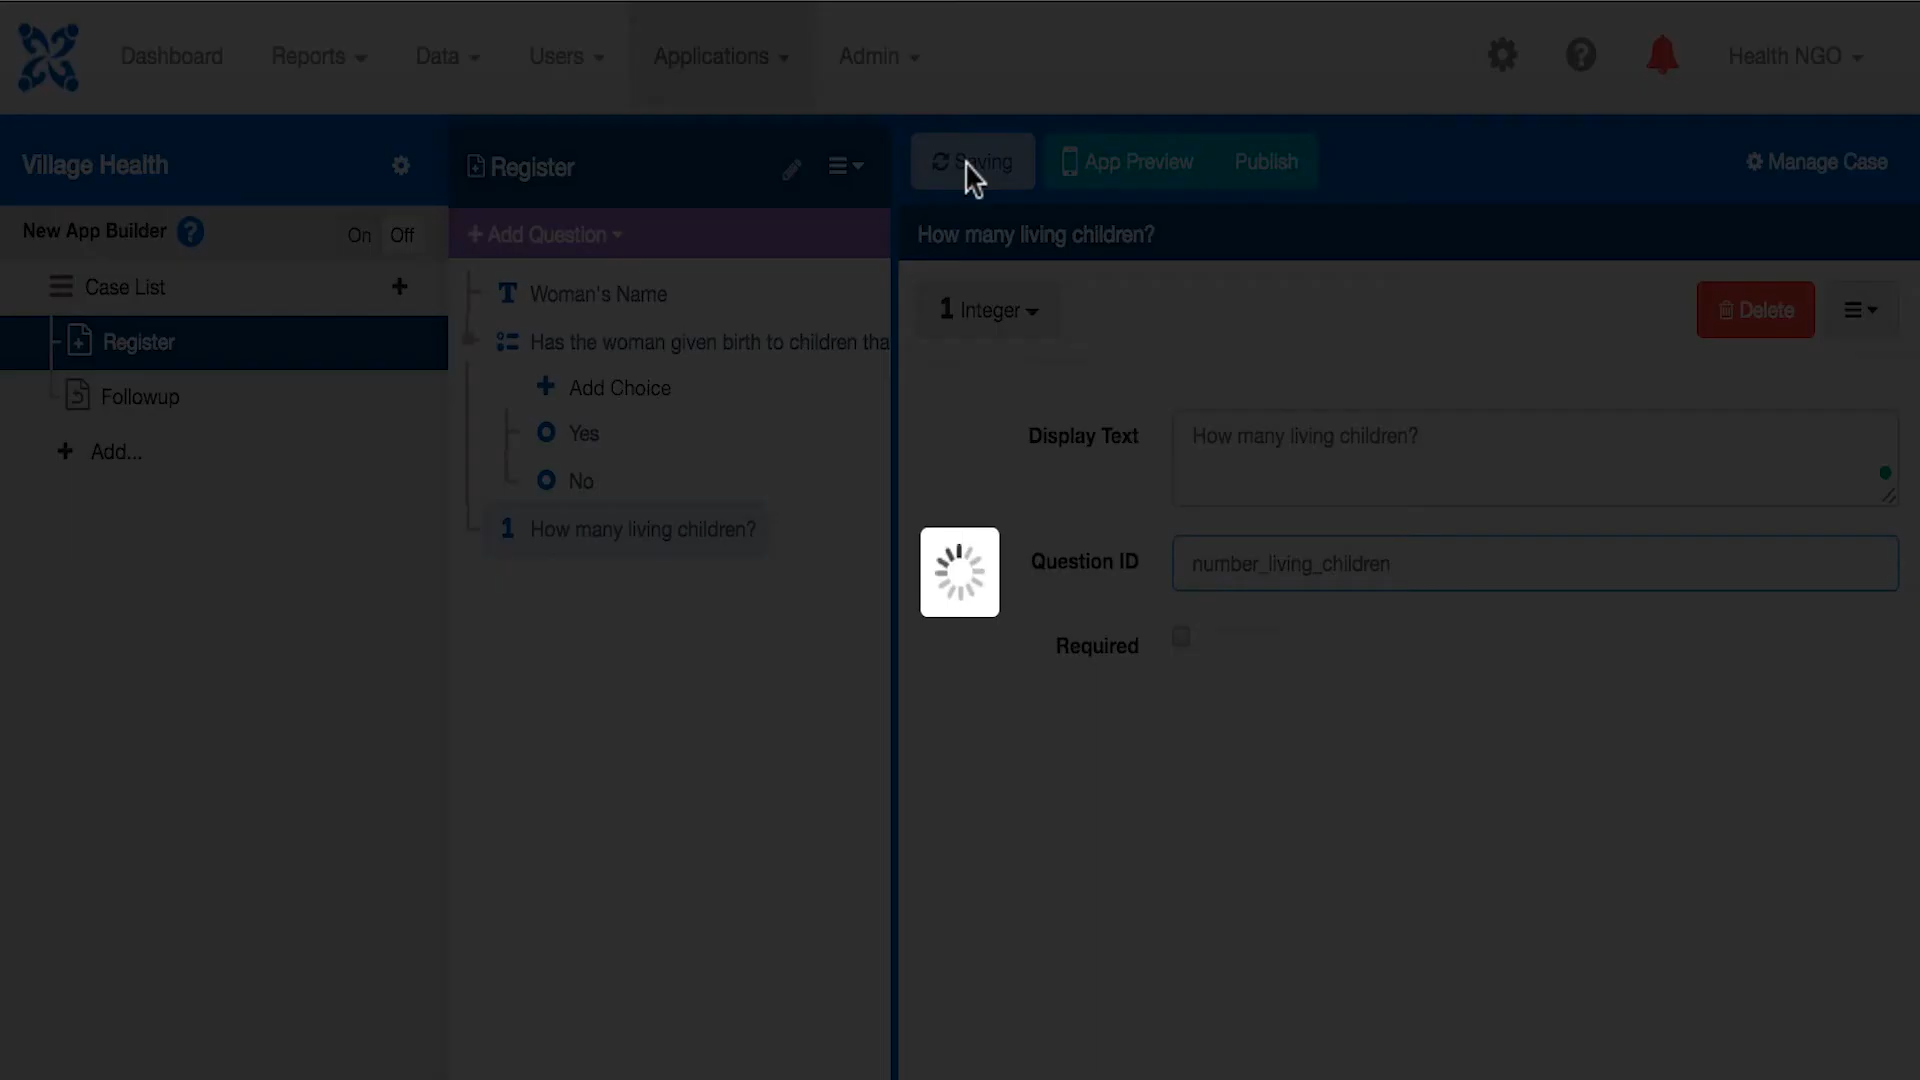 Dashboard
Reports
Data
Users
Applications
Admin
Health NGO
Village Health
Register
Saving
App Preview
Publish
Manage Case
New App Builder
On
Off
Add Question
How many living children?
Case List
Woman's Name
1 Integer
Delete
Register
Has the woman given birth to children tha
Followup
Add Choice
Add...
Yes
No
1 How many living children?
Display Text
How many living children?
Question ID
number_living_children
Required